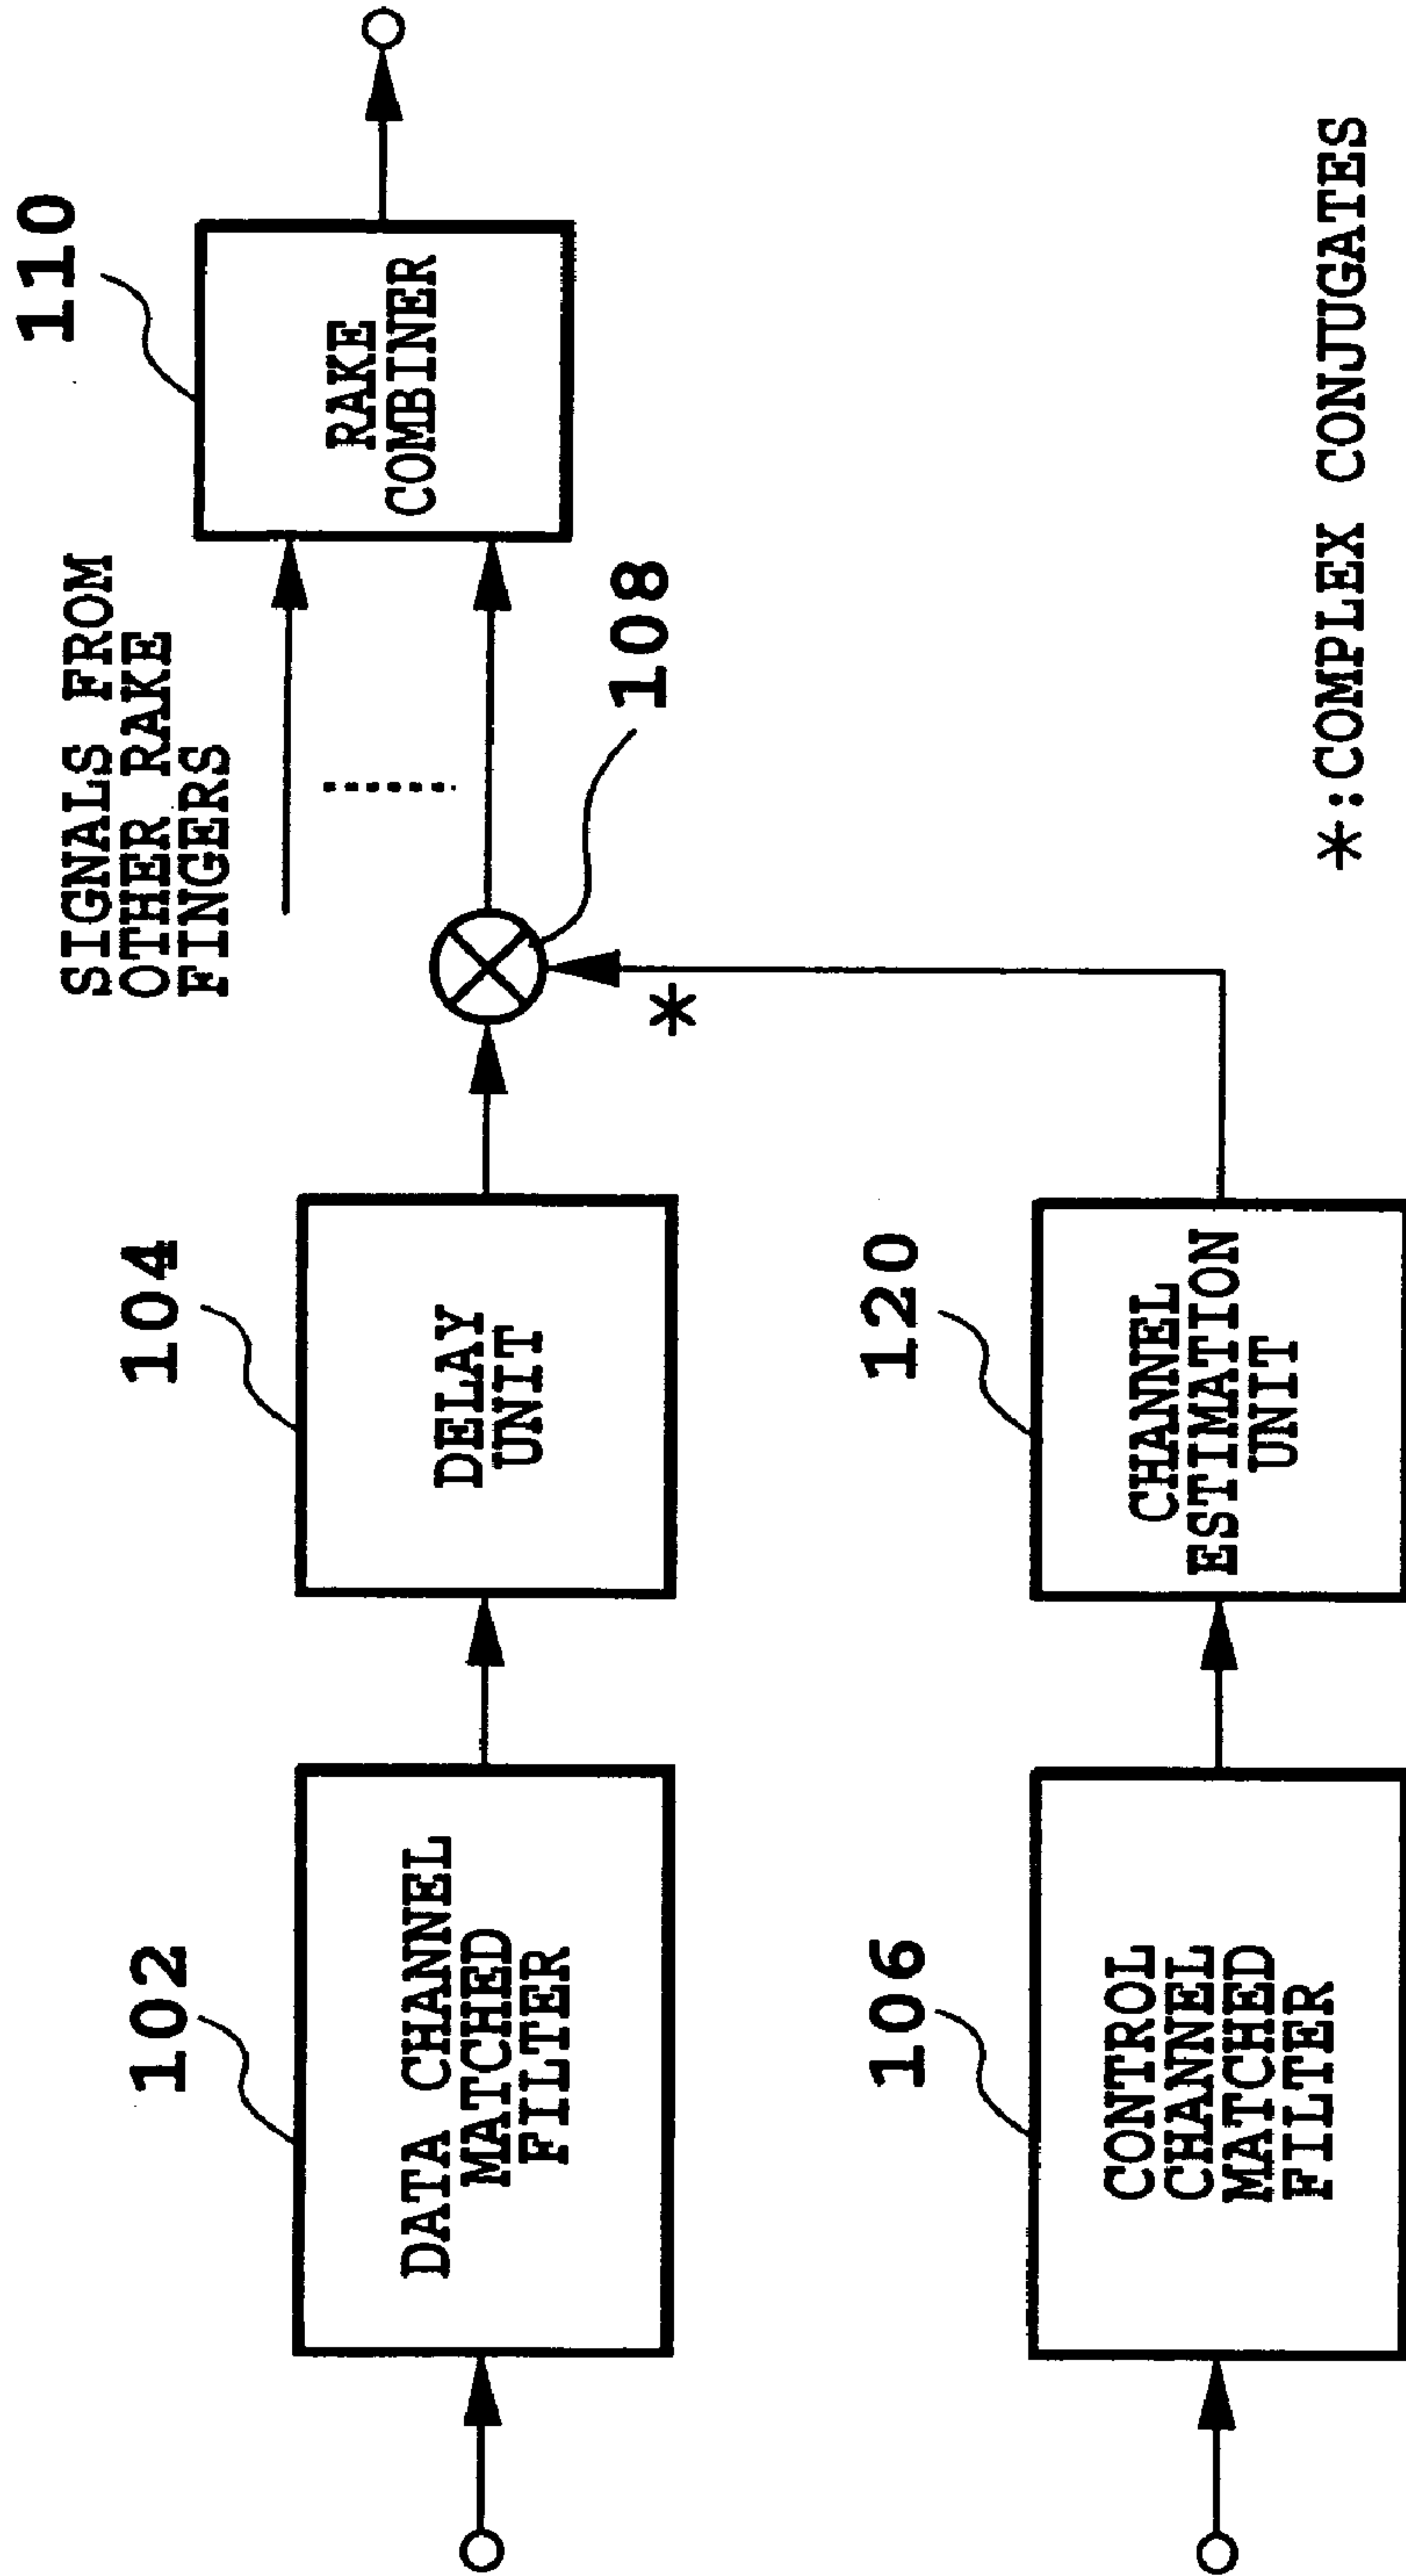 102
DATA CHANNEL
MATCHED
FILTER
104
DELAY
UNIT
108
*
SIGNALS FROM
OTHER RAKE
FINGERS
110
RAKE
COMBINER
106
CONTROL
CHANNEL
MATCHED
FILTER
120
CHANNEL
ESTIMATION
UNIT
*:COMPLEX CONJUGATES